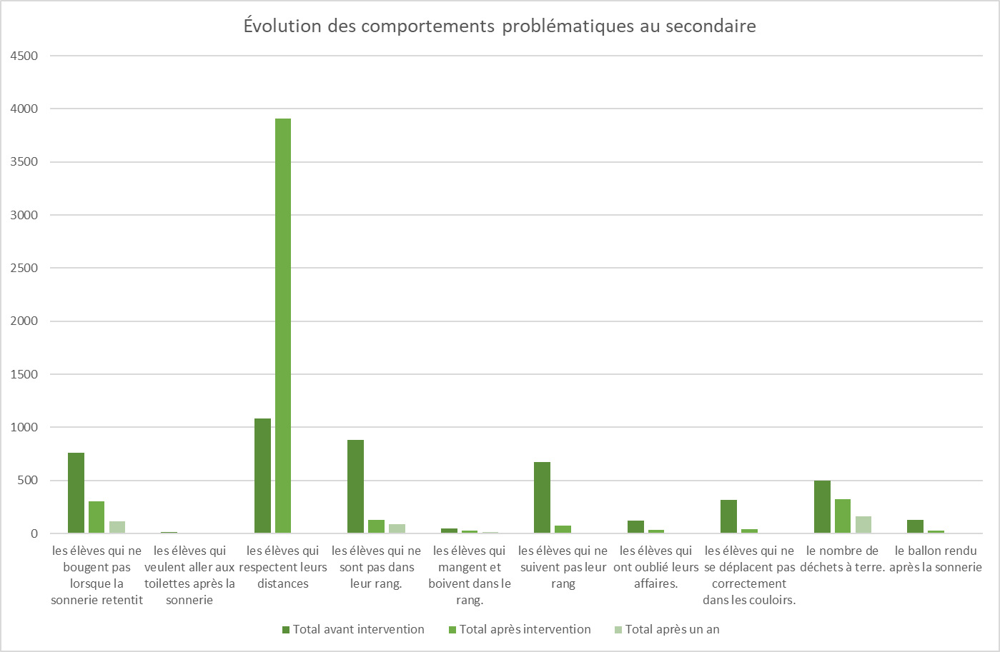 Évolution des comportements problématiques au secondaire
4500
4000
3500
3000
2500
2000
1500
1000
500
0
les élèves qui ne
bougent pas
lorsque la
sonnerie retentit
les élèves qui
veulent aller aux
toilettes après la
sonnerie
les élèves qui
respectent leurs
distances
les élèves qui ne
sont pas dans
leur rang.
les élèves qui
mangent et
boivent dans le
rang.
les élèves qui ne
suivent pas leur
rang
les élèves qui
ont oublié leurs
affaires.
les élèves qui ne
se déplacent pas
correctement
dans les couloirs.
le nombre de
déchets à terre.
le ballon rendu
après la sonnerie
Total avant intervention
Total après intervention
Total après un an